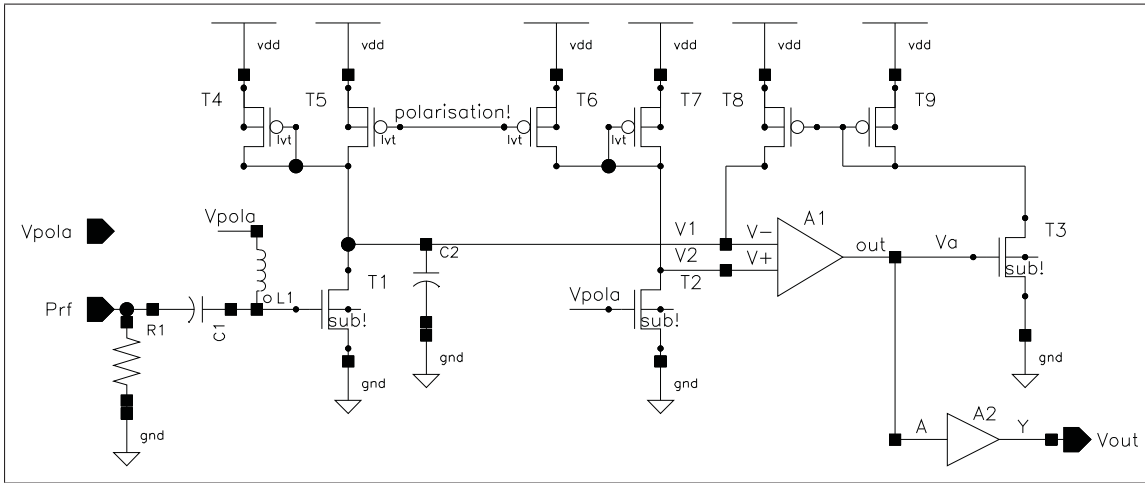 vdd vdd vdd vdd vdd vdd
T4 T5 T6 T7 T8 T9
polarisation!
lvt lvt lvt lvt
Vpola Vpola V1 V- A1 out Va T3
C2 V2 V+
L1 T1 Vpola T2 sub!
Prf R1 C1 sub! sub!
gnd gnd gnd gnd
gnd
A A2 Y Vout